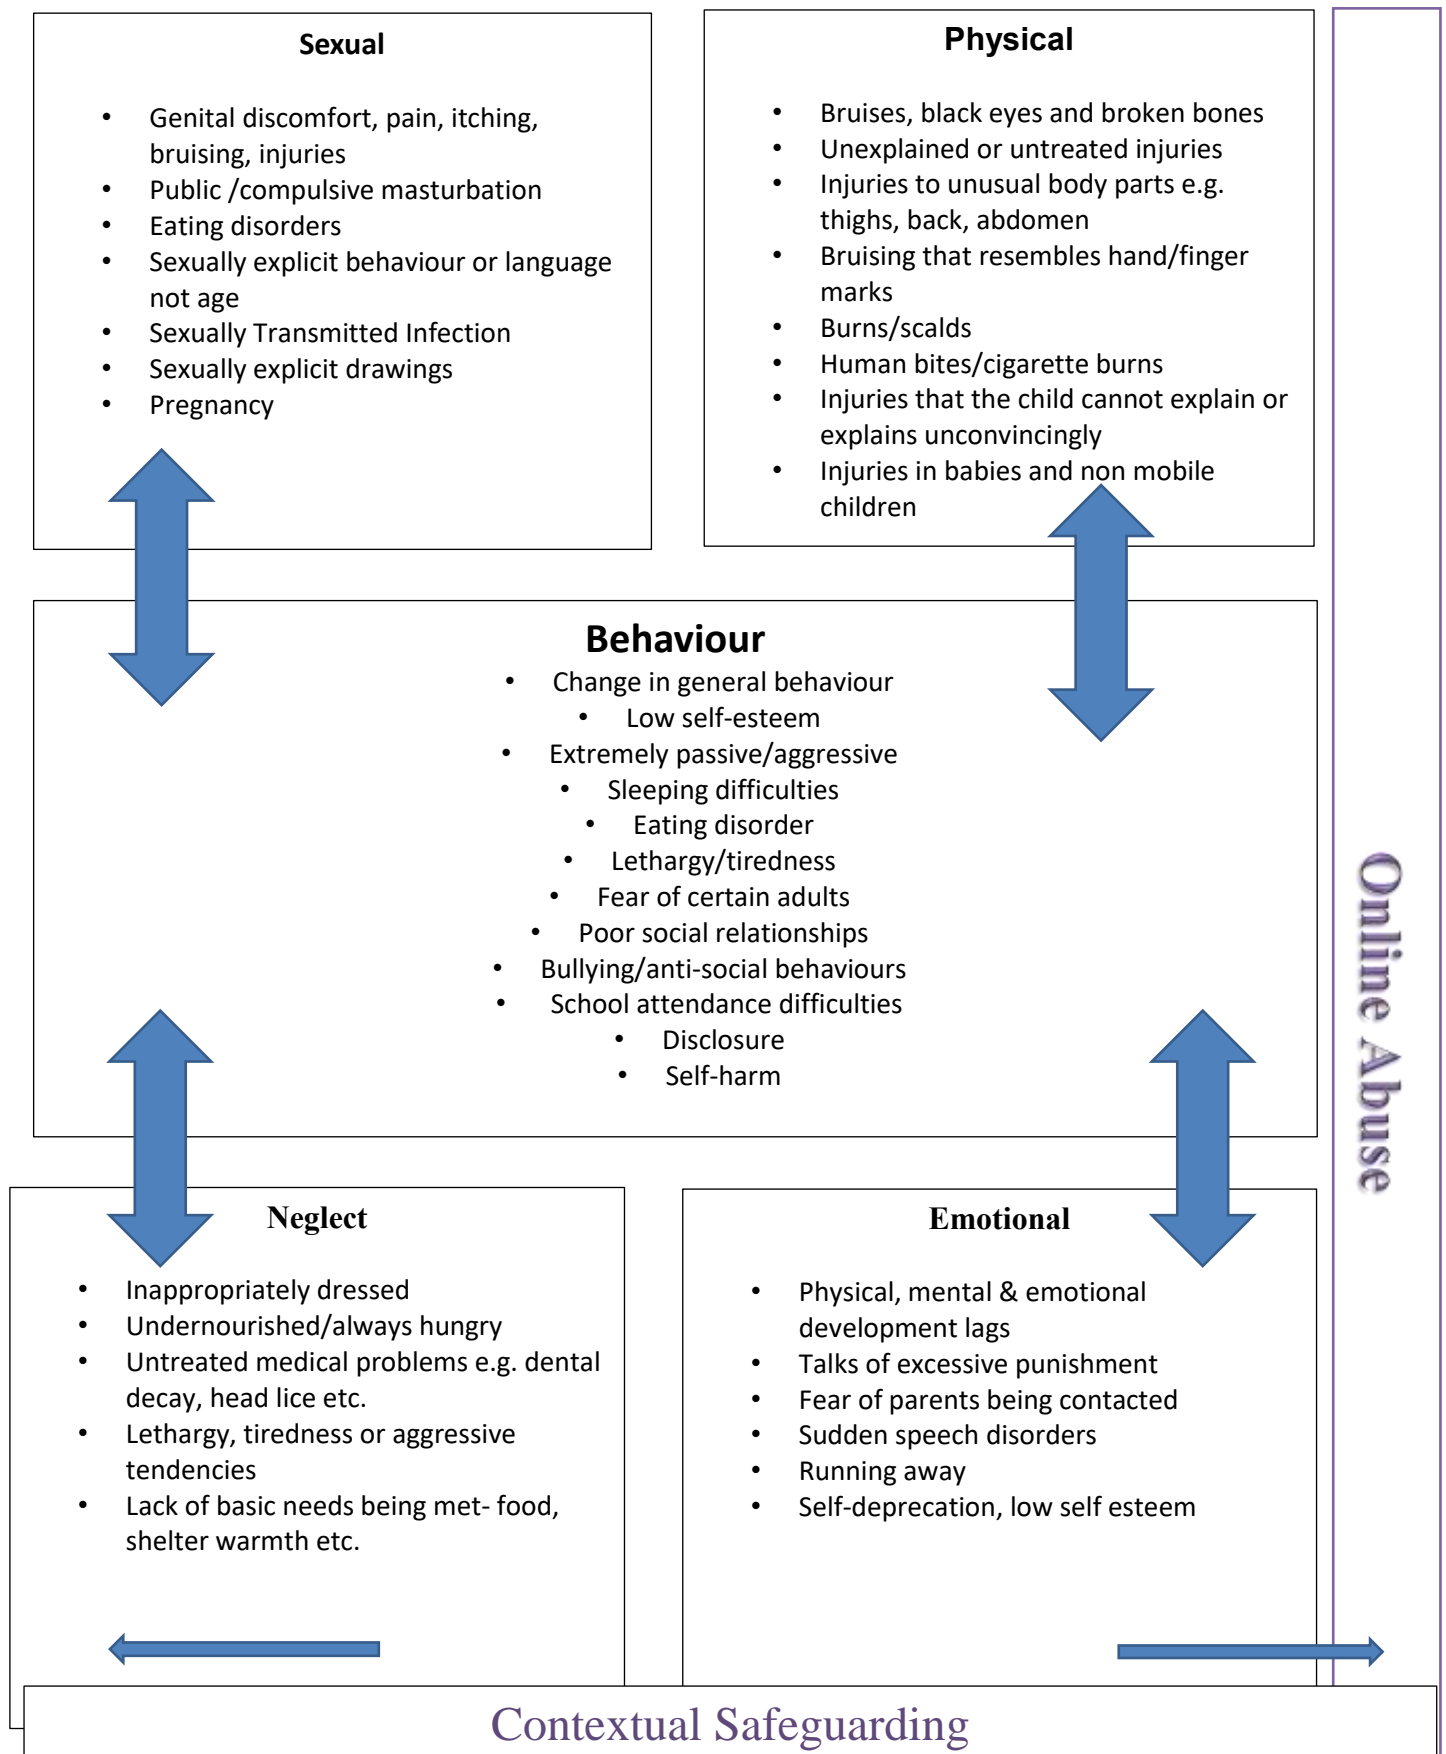 Sexual
• Genital discomfort, pain, itching,
bruising, injuries
• Public /compulsive masturbation
• Eating disorders
• Sexually explicit behaviour or language
not age
• Sexually Transmitted Infection
• Sexually explicit drawings
• Pregnancy
Physical
• Bruises, black eyes and broken bones
• Unexplained or untreated injuries
• Injuries to unusual body parts e.g.
thighs, back, abdomen
• Bruising that resembles hand/finger
marks
• Burns/scalds
• Human bites/cigarette burns
• Injuries that the child cannot explain or
explains unconvincingly
• Injuries in babies and non mobile
children
Behaviour
• Change in general behaviour
• Low self-esteem
• Extremely passive/aggressive
• Sleeping difficulties
• Eating disorder
• Lethargy/tiredness
• Fear of certain adults
• Poor social relationships
• Bullying/anti-social behaviours
• School attendance difficulties
• Disclosure
• Self-harm
Neglect
• Inappropriately dressed
• Undernourished/always hungry
• Untreated medical problems e.g. dental
decay, head lice etc.
• Lethargy, tiredness or aggressive
tendencies
• Lack of basic needs being met- food,
shelter warmth etc.
Emotional
• Physical, mental & emotional
development lags
• Talks of excessive punishment
• Fear of parents being contacted
• Sudden speech disorders
• Running away
• Self-deprecation, low self esteem
Online Abuse
Contextual Safeguarding